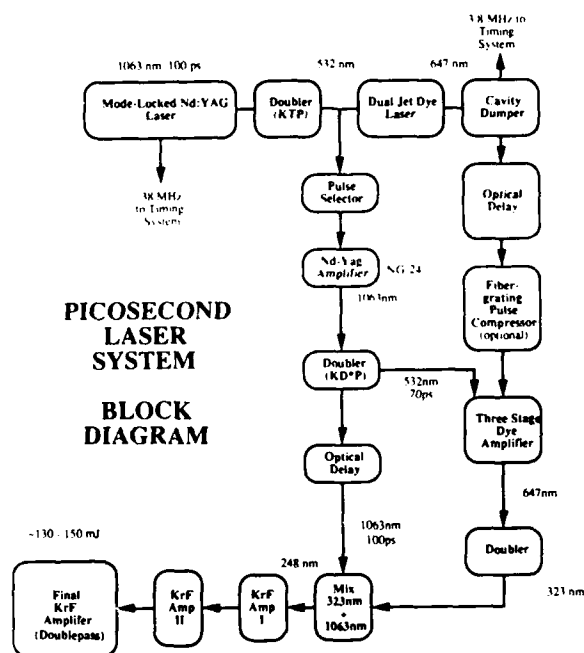 3.8 MHz to
Timing
System
1063 nm 100 ps
532 nm
647 nm
Mode-Locked Nd:YAG
Laser
Doubler
(KTP)
Dual Jet Dye
Laser
Cavity
Dumper
38 MHz
to Timing
System
Pulse
Selector
Optical
Delay
Nd-Yag
Amplifier
NG-24
1063nm
Fiber-
grating
Pulse
Compressor
(optional)
PICOSECOND
LASER
SYSTEM
BLOCK
DIAGRAM
Doubler
(KD*P)
532nm
70ps
Three Stage
Dye
Amplifier
Optical
Delay
647nm
1063nm
100ps
Doubler
~130 - 150 mJ
248 nm
323 nm
Final
KrF
Amplifer
(Doublepass)
KrF
Amp
II
KrF
Amp
I
Mix
323nm
+
1063nm